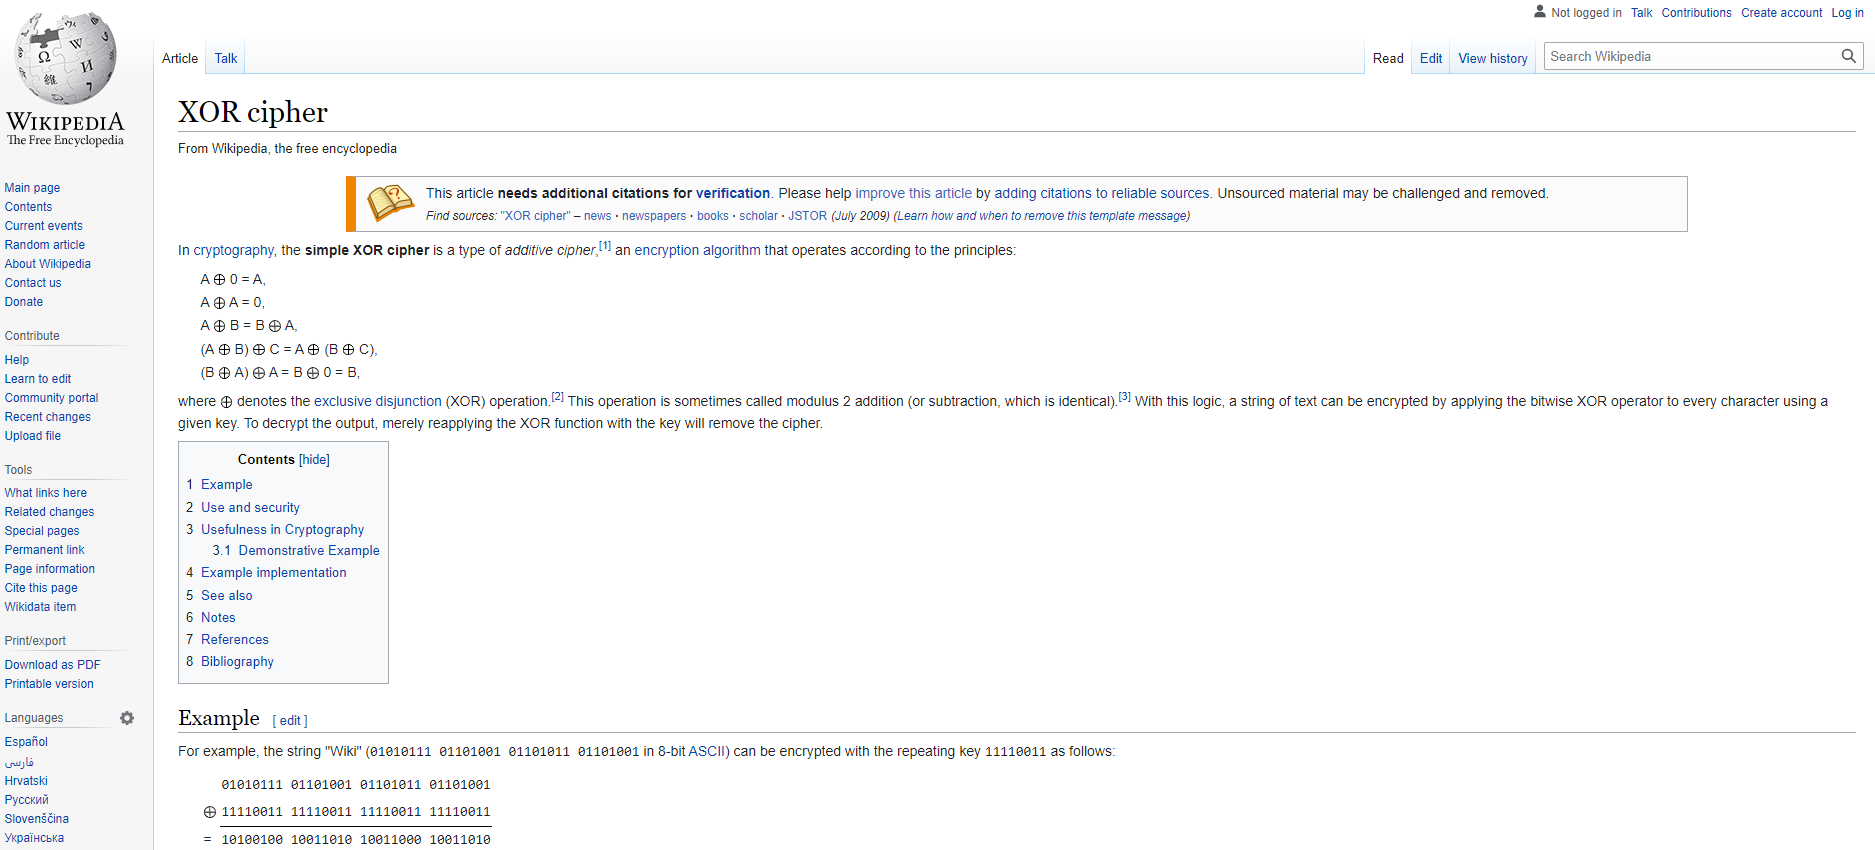 Not logged in Talk Contributions Create account Log in
Article Talk Read Edit View history Search Wikipedia
WIKIPEDIA
The Free Encyclopedia
Main page
Contents
Current events
Random article
About Wikipedia
Contact us
Donate
Contribute
Help
Learn to edit
Community portal
Recent changes
Upload file
Tools
What links here
Related changes
Special pages
Permanent link
Page information
Cite this page
Wikidata item
Print/export
Download as PDF
Printable version
Languages
Español
فارسی
Hrvatski
Русский
Slovenščina
Українська
XOR cipher
From Wikipedia, the free encyclopedia
This article needs additional citations for verification. Please help improve this article by adding citations to reliable sources. Unsourced material may be challenged and removed.
Find sources: "XOR cipher" – news · newspapers · books · scholar · JSTOR (July 2009) (Learn how and when to remove this template message)
In cryptography, the simple XOR cipher is a type of additive cipher,[1] an encryption algorithm that operates according to the principles:
A ⊕ 0 = A,
A ⊕ A = 0,
A ⊕ B = B ⊕ A,
(A ⊕ B) ⊕ C = A ⊕ (B ⊕ C),
(B ⊕ A) ⊕ A = B ⊕ 0 = B,
where ⊕ denotes the exclusive disjunction (XOR) operation.[2] This operation is sometimes called modulus 2 addition (or subtraction, which is identical).[3] With this logic, a string of text can be encrypted by applying the bitwise XOR operator to every character using a
given key. To decrypt the output, merely reapplying the XOR function with the key will remove the cipher.
Contents [hide]
1 Example
2 Use and security
3 Usefulness in Cryptography
3.1 Demonstrative Example
4 Example implementation
5 See also
6 Notes
7 References
8 Bibliography
Example [ edit ]
For example, the string "Wiki" (01010111 01101001 01101011 01101001 in 8-bit ASCII) can be encrypted with the repeating key 11110011 as follows:
01010111 01101001 01101011 01101001
⊕ 11110011 11110011 11110011 11110011
= 10100100 10011010 10011000 10011010